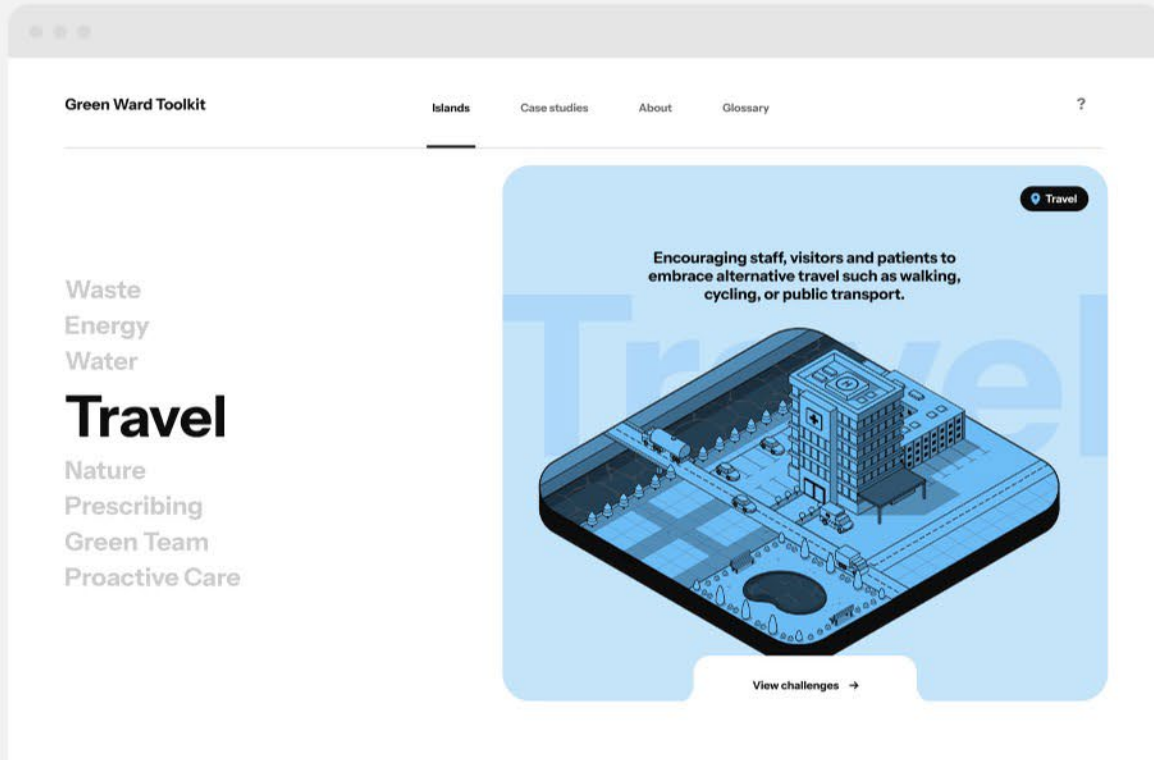 Green Ward Toolkit
Islands
Case studies
About
Glossary
?
Waste
Energy
Water
Travel
Nature
Prescribing
Green Team
Proactive Care
Travel
Encouraging staff, visitors and patients to
embrace alternative travel such as walking,
cycling, or public transport.
Travel
H
View challenges →